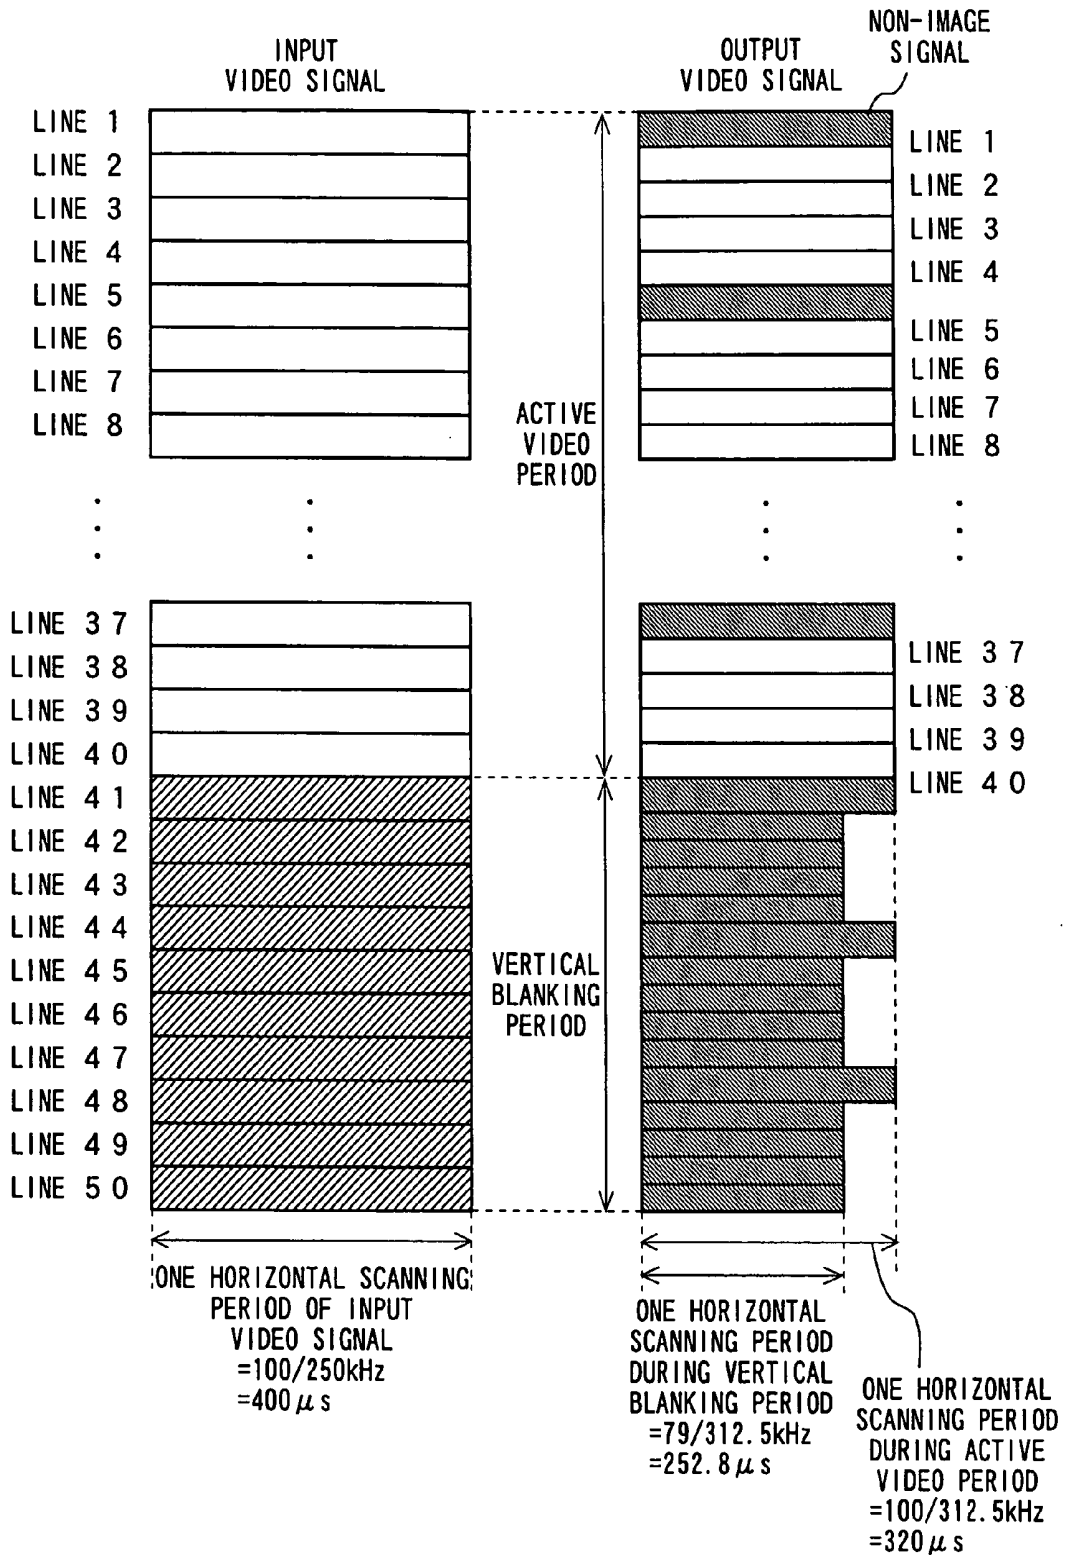 INPUT
VIDEO SIGNAL
OUTPUT
VIDEO SIGNAL
NON-IMAGE
SIGNAL
LINE 1
LINE 2
LINE 3
LINE 4
LINE 5
LINE 6
LINE 7
LINE 8
LINE 37
LINE 38
LINE 39
LINE 40
LINE 41
LINE 42
LINE 43
LINE 44
LINE 45
LINE 46
LINE 47
LINE 48
LINE 49
LINE 50
ACTIVE
VIDEO
PERIOD
VERTICAL
BLANKING
PERIOD
LINE 1
LINE 2
LINE 3
LINE 4
LINE 5
LINE 6
LINE 7
LINE 8
LINE 37
LINE 38
LINE 39
LINE 40
ONE HORIZONTAL SCANNING
PERIOD OF INPUT
VIDEO SIGNAL
=100/250kHz
=400μs
ONE HORIZONTAL
SCANNING PERIOD
DURING VERTICAL
BLANKING PERIOD
=79/312.5kHz
=252.8μs
ONE HORIZONTAL
SCANNING PERIOD
DURING ACTIVE
VIDEO PERIOD
=100/312.5kHz
=320μs